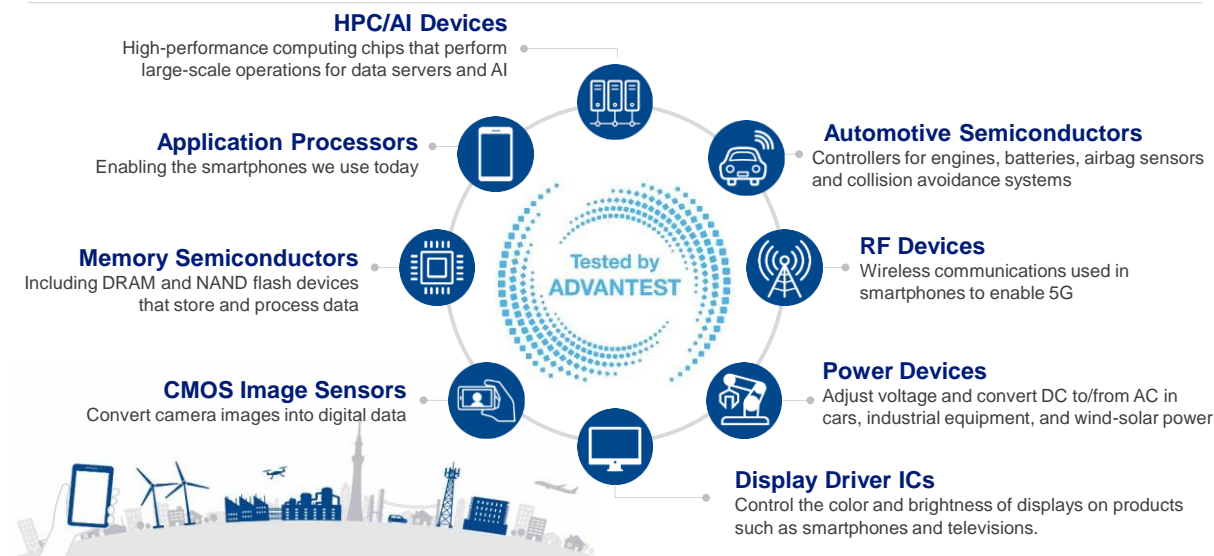 HPC/AI Devices
High-performance computing chips that perform
large-scale operations for data servers and AI
Application Processors
Enabling the smartphones we use today
Automotive Semiconductors
Controllers for engines, batteries, airbag sensors
and collision avoidance systems
Memory Semiconductors
Including DRAM and NAND flash devices
that store and process data
Tested by
ADVANTEST
RF Devices
Wireless communications used in
smartphones to enable 5G
CMOS Image Sensors
Convert camera images into digital data
Power Devices
Adjust voltage and convert DC to/from AC in
cars, industrial equipment, and wind-solar power
Display Driver ICs
Control the color and brightness of displays on products
such as smartphones and televisions.